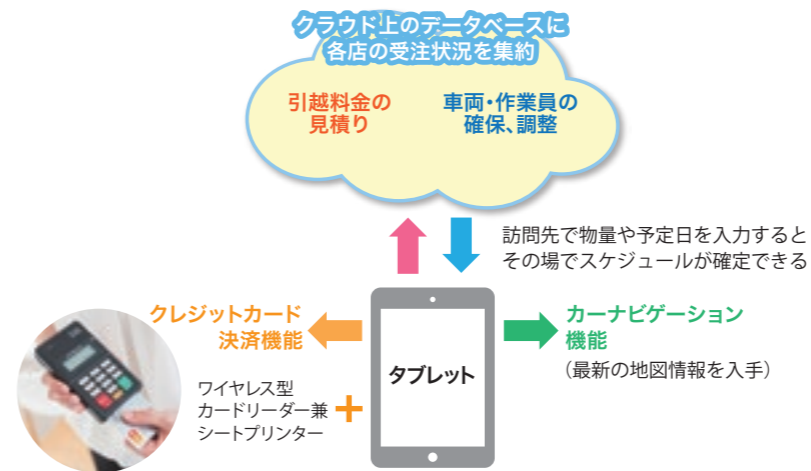 クラウド上のデータベースに
各店の受注状況を集約
引越料金の
見積り
車両・作業員の
確保、調整
訪問先で物量や予定日を入力すると
その場でスケジュールが確定できる
クレジットカード
決済機能
タブレット
カーナビゲーション
機能
（最新の地図情報を入手）
ワイヤレス型
カードリーダー兼
シートプリンター
+